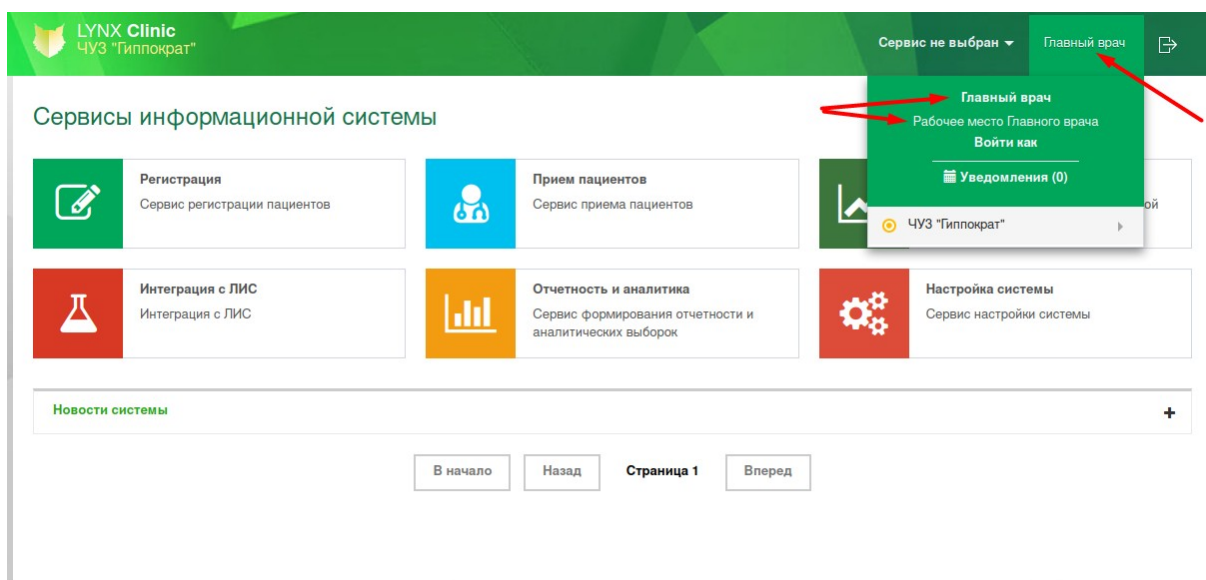 LYNX Clinic
ЧУЗ "Гиппократ"
Сервис не выбран
Главный врач
Главный врач
Рабочее место Главного врача
Войти как
Уведомления (0)
ЧУЗ "Гиппократ"
Сервисы информационной системы
Регистрация
Сервис регистрации пациентов
Прием пациентов
Сервис приема пациентов
Интеграция с ЛИС
Интеграция с ЛИС
Отчетность и аналитика
Сервис формирования отчетности и
аналитических выборок
Настройка системы
Сервис настройки системы
Новости системы
В начало
Назад
Страница 1
Вперед